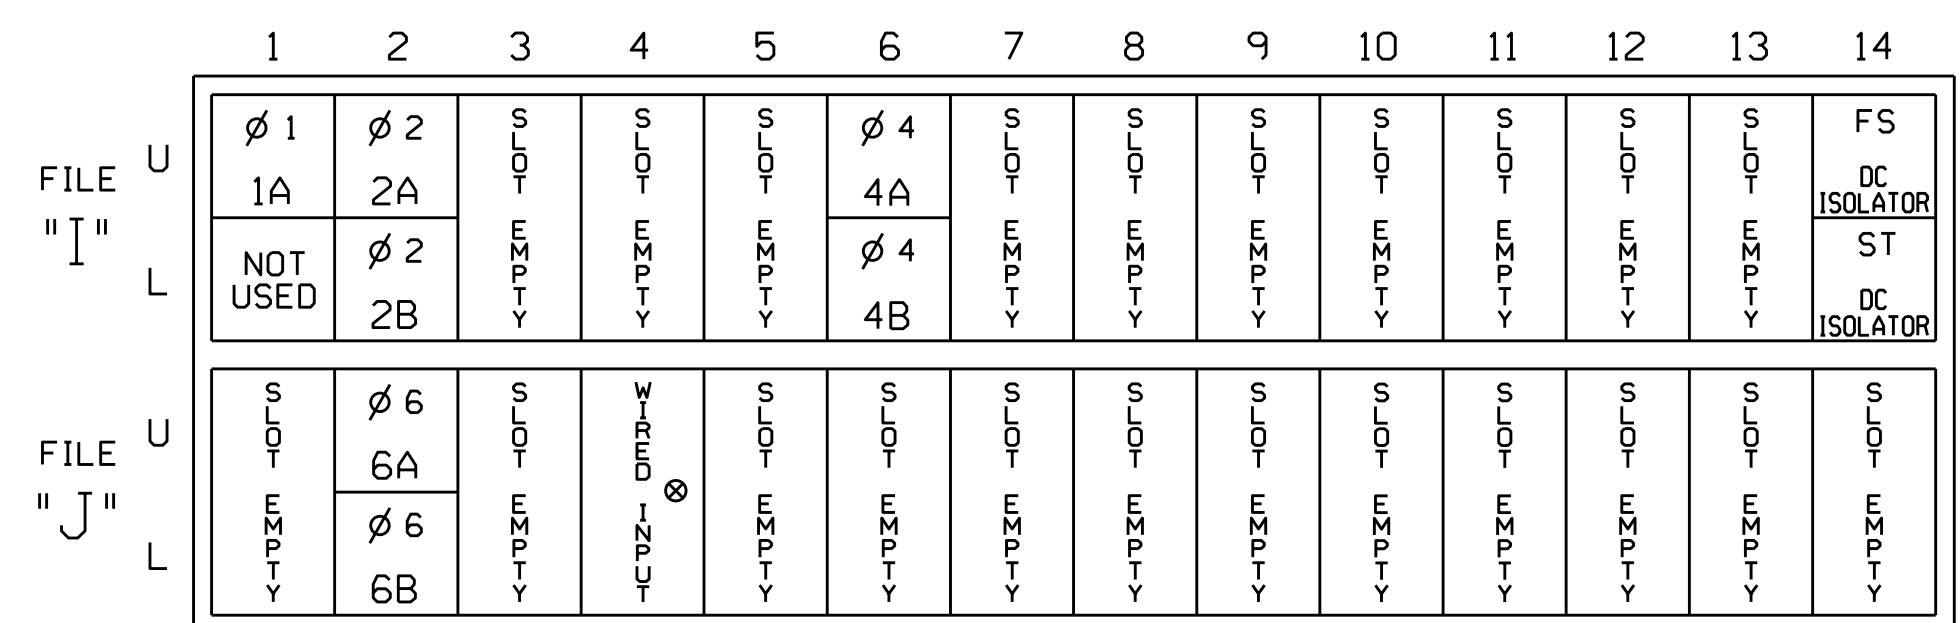 1 2 3 4 5 6 7 8 9 10 11 12 13 14
FILE "I"
U
L
Ø 1
1A
NOT USED
Ø 2
2A
Ø 2
2B
SLOT EMPTY
SLOT EMPTY
SLOT EMPTY
Ø 4
4A
Ø 4
4B
SLOT EMPTY
SLOT EMPTY
SLOT EMPTY
SLOT EMPTY
SLOT EMPTY
SLOT EMPTY
SLOT EMPTY
FS
DC
ISOLATOR
ST
DC
ISOLATOR
FILE "J"
U
L
SLOT EMPTY
Ø 6
6A
Ø 6
6B
SLOT EMPTY
WIRED INPUT
⊗
SLOT EMPTY
SLOT EMPTY
SLOT EMPTY
SLOT EMPTY
SLOT EMPTY
SLOT EMPTY
SLOT EMPTY
SLOT EMPTY
SLOT EMPTY
SLOT EMPTY